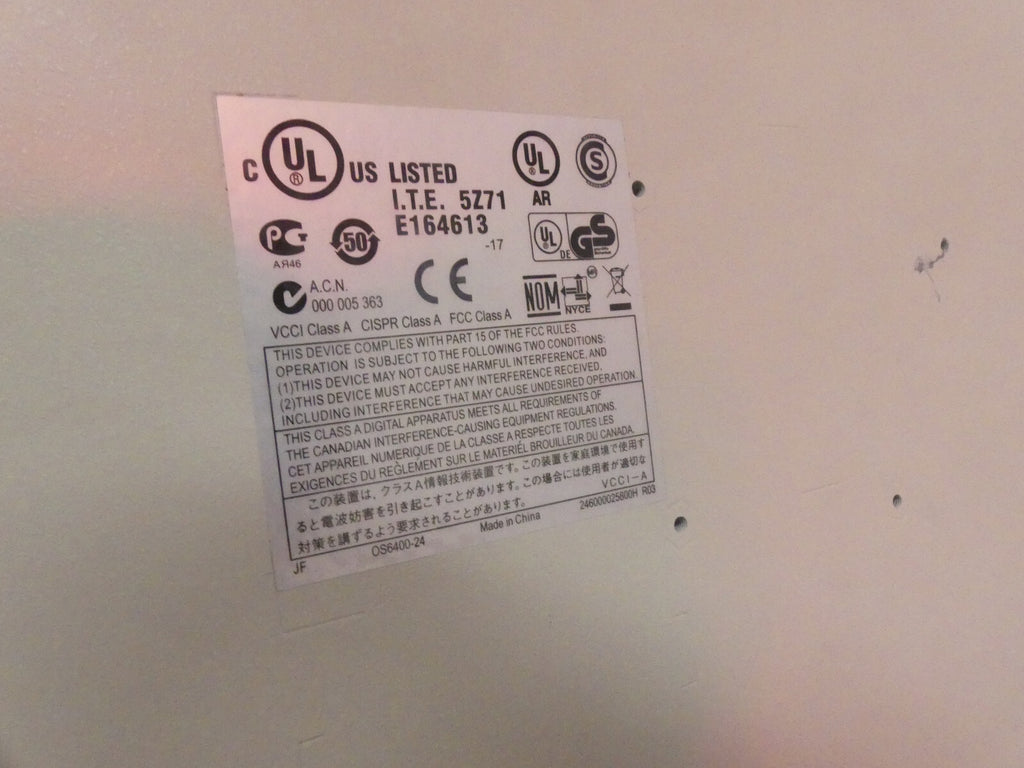 C UL ® US LISTED
I.T.E. 5Z71
E164613
-17
UL
AR
S
PG
АЯ46
50
UL
DE
GS
A.C.N.
000 005 363
CE
NOM
NYCE
VCCI Class A CISPR Class A FCC Class A
THIS DEVICE COMPLIES WITH PART 15 OF THE FCC RULES.
OPERATION IS SUBJECT TO THE FOLLOWING TWO CONDITIONS:
(1)THIS DEVICE MAY NOT CAUSE HARMFUL INTERFERENCE, AND
(2)THIS DEVICE MUST ACCEPT ANY INTERFERENCE RECEIVED,
INCLUDING INTERFERENCE THAT MAY CAUSE UNDESIRED OPERATION.
THIS CLASS A DIGITAL APPARATUS MEETS ALL REQUIREMENTS OF
THE CANADIAN INTERFERENCE-CAUSING EQUIPMENT REGULATIONS.
CET APPAREIL NUMERIQUE DE LA CLASSE A RESPECTE TOUTES LES
EXIGENCES DU REGLEMENT SUR LE MATERIEL BROUILLEUR DU CANADA.
この装置は、クラスA情報技術装置です。この装置を家庭環境で使用す
ると電波妨害を引き起こすことがあります。この場合には使用者が適切な
対策を講ずるよう要求されることがあります。
VCCI-A
JF
OS6400-24
Made in China
246000025800H R03